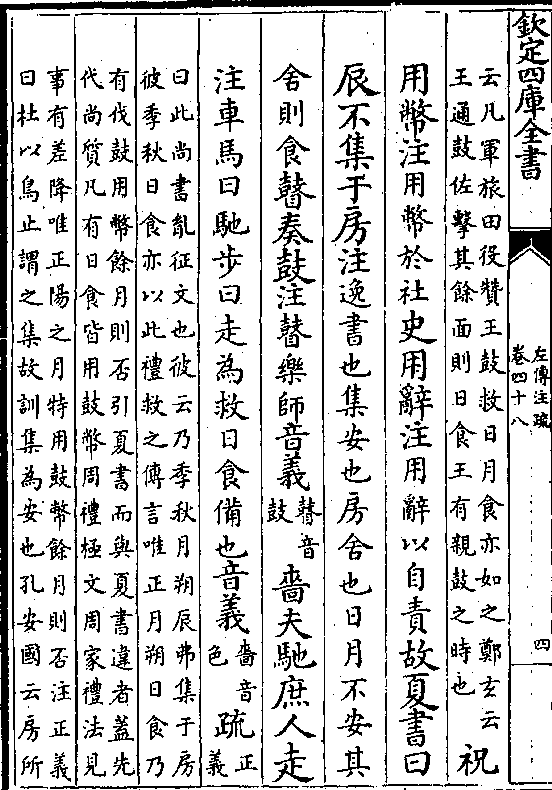 欽定四庫全書
左傳注疏
卷四十八
四
云凡軍旅田役贊王鼓救日月食亦如之鄭玄云
王通鼓佐擊其餘面則日食王有親鼓之時也
祝
用幣注用幣於社史用辭注用辭以自責故夏書曰
辰不集于房注逸書也集安也房舍也日月不安其
舍則食瞽奏鼓注瞽樂師音義
瞽音
鼓
嗇夫馳庶人走
注車馬曰馳步曰走為救日食備也音義
嗇音
色
疏
正
義
曰此尚書胤征文也彼云乃季秋月朔辰弗集于房
彼季秋日食亦以此禮救之傳言唯正月朔日食乃
有伐鼓用幣餘月則否引夏書而與夏書違者蓋先
代尚質凡有日食皆用鼓幣周禮極文周家禮法見
事有差降唯正陽之月特用鼓幣餘月則否注正義
曰杜以鳥止謂之集故訓集為安也孔安國云房所